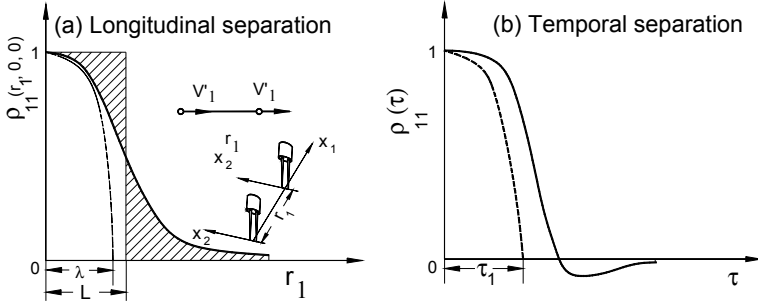 (a) Longitudinal separation
1
ρ11(r1, 0, 0)
V'1 V'1
r1
x2
x1
r1
x2
0
λ
L
r1
(b) Temporal separation
1
ρ11(τ)
0
τ1
τ